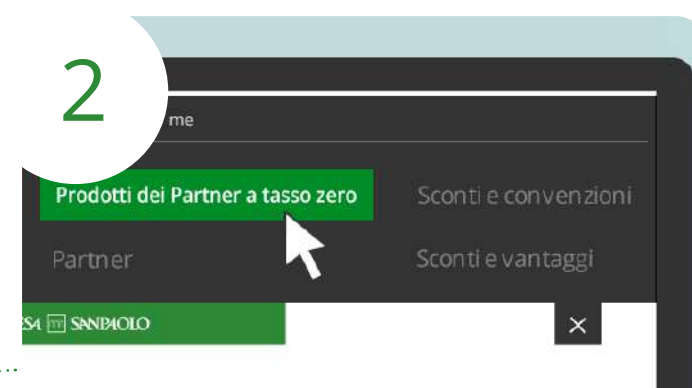 2
me
Prodotti dei Partner a tasso zero
Sconti e convenzioni
Partner
Sconti e vantaggi
SANPAOLO